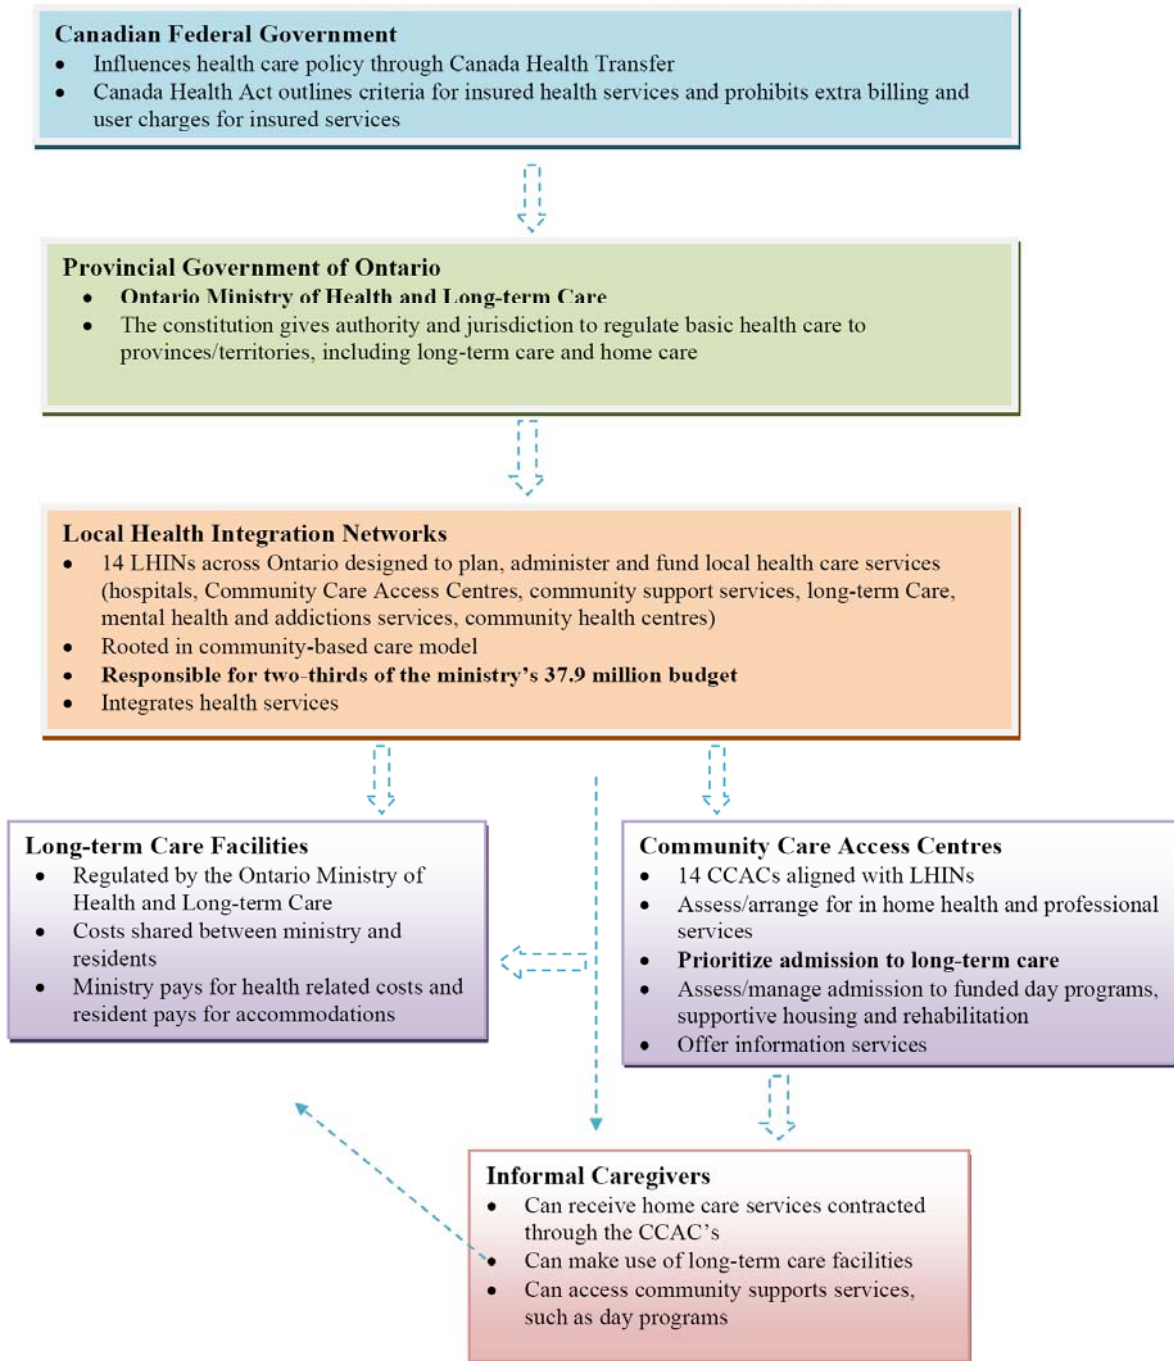 Canadian Federal Government
• Influences health care policy through Canada Health Transfer
• Canada Health Act outlines criteria for insured health services and prohibits extra billing and
user charges for insured services
Provincial Government of Ontario
• Ontario Ministry of Health and Long-term Care
• The constitution gives authority and jurisdiction to regulate basic health care to
provinces/territories, including long-term care and home care
Local Health Integration Networks
• 14 LHINs across Ontario designed to plan, administer and fund local health care services
(hospitals, Community Care Access Centres, community support services, long-term Care,
mental health and addictions services, community health centres)
• Rooted in community-based care model
• Responsible for two-thirds of the ministry’s 37.9 million budget
• Integrates health services
Long-term Care Facilities
• Regulated by the Ontario Ministry of
Health and Long-term Care
• Costs shared between ministry and
residents
• Ministry pays for health related costs and
resident pays for accommodations
Community Care Access Centres
• 14 CCACs aligned with LHINs
• Assess/arrange for in home health and professional
services
• Prioritize admission to long-term care
• Assess/manage admission to funded day programs,
supportive housing and rehabilitation
• Offer information services
Informal Caregivers
• Can receive home care services contracted
through the CCAC’s
• Can make use of long-term care facilities
• Can access community supports services,
such as day programs